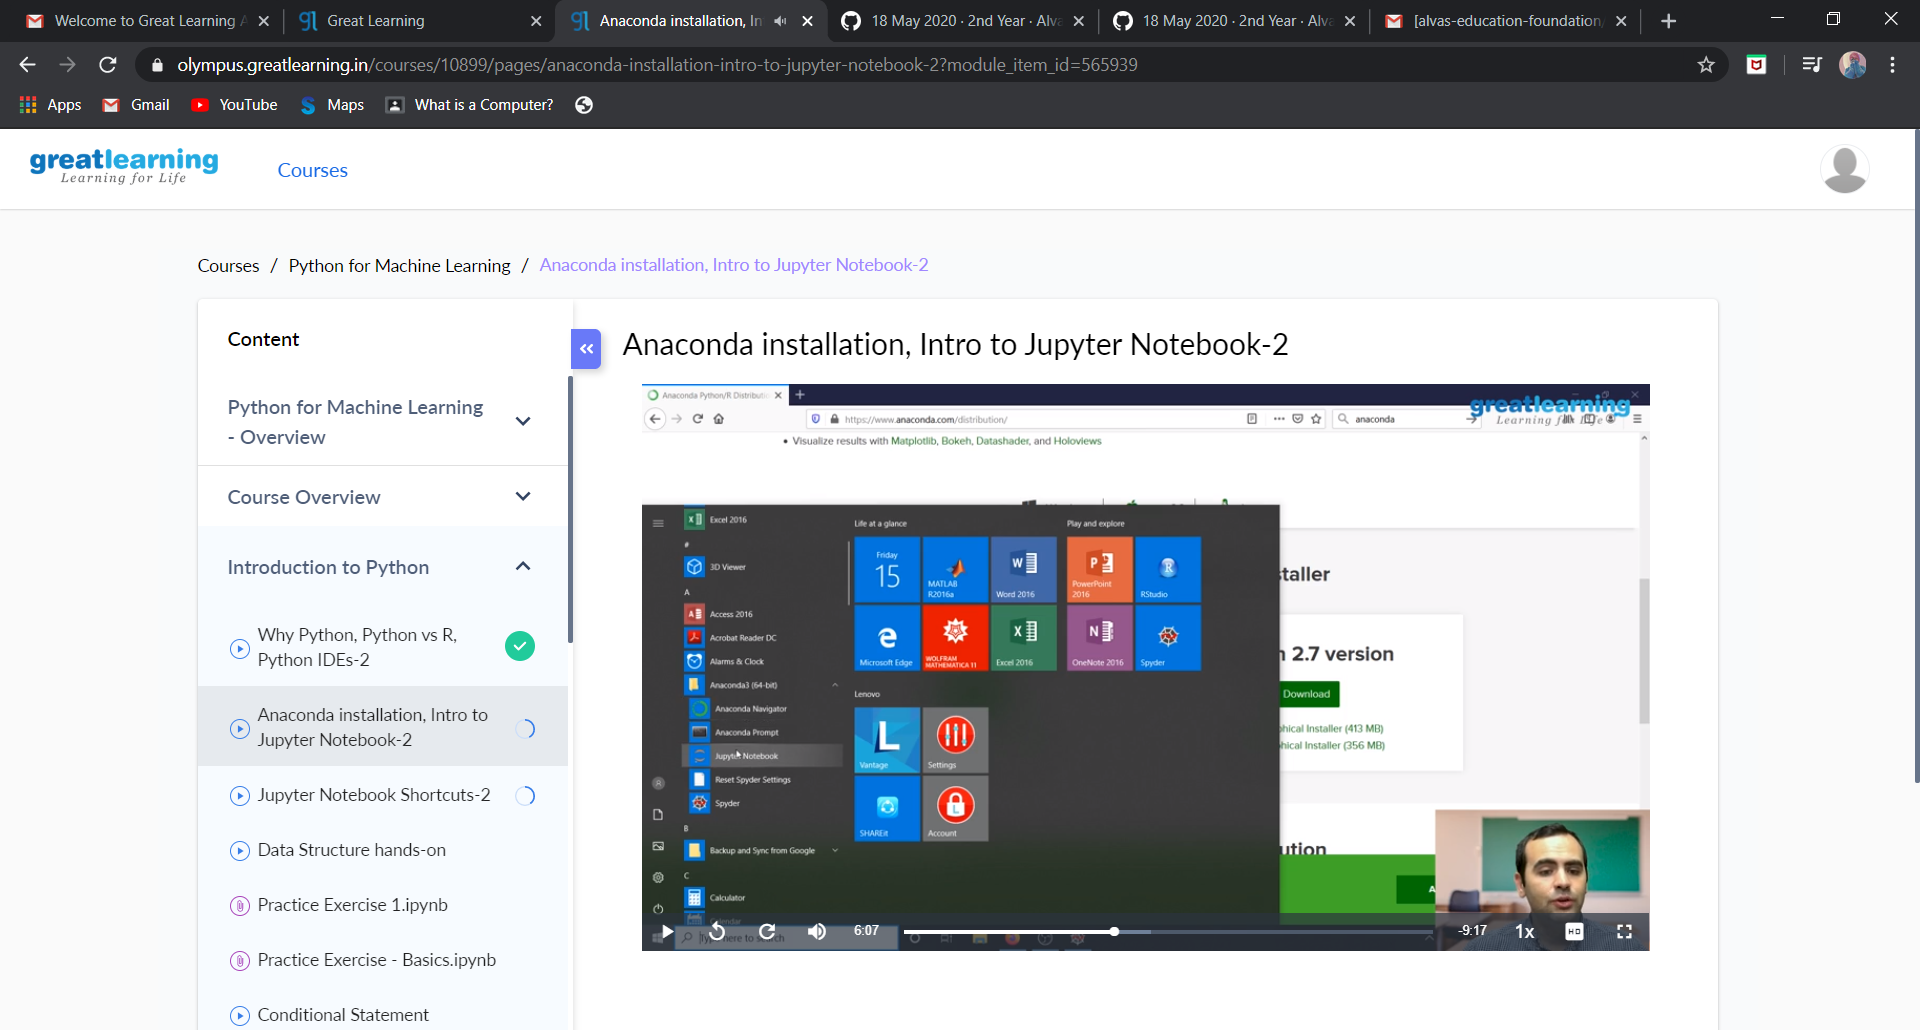 Welcome to Great Learning A
Great Learning
Anaconda installation, In
18 May 2020 · 2nd Year · Alva
18 May 2020 · 2nd Year · Alva
[alvas-education-foundation/
olympus.greatlearning.in/courses/10899/pages/anaconda-installation-intro-to-jupyter-notebook-2?module_item_id=565939
Apps
Gmail
YouTube
Maps
What is a Computer?
greatlearning
Learning for Life
Courses
Courses / Python for Machine Learning / Anaconda installation, Intro to Jupyter Notebook-2
Content
Python for Machine Learning
- Overview
Course Overview
Introduction to Python
Why Python, Python vs R,
Python IDEs-2
Anaconda installation, Intro to
Jupyter Notebook-2
Jupyter Notebook Shortcuts-2
Data Structure hands-on
Practice Exercise 1.ipynb
Practice Exercise - Basics.ipynb
Conditional Statement
Anaconda installation, Intro to Jupyter Notebook-2
Anaconda Python/R Distributio
https://www.anaconda.com/distribution/
anaconda
greatlearning
Learning for Life
• Visualize results with Matplotlib, Bokeh, Datashader, and Holoviews
Excel 2016
#
3D Viewer
A
Access 2016
Acrobat Reader DC
Alarms & Clock
Anaconda3 (64-bit)
Anaconda Navigator
Anaconda Prompt
Jupyter Notebook
Reset Spyder Settings
Spyder
B
Backup and Sync from Google
C
Calculator
Calendar
Type here to search
Life at a glance
Friday
15
MATLAB
R2016a
Word 2016
Microsoft Edge
WOLFRAM
MATHEMATICA 11
Excel 2016
Play and explore
PowerPoint
2016
RStudio
OneNote 2016
Spyder
Lenovo
L
Vantage
Settings
SHAREit
L
Account
staller
2.7 version
Download
hical Installer (413 MB)
hical Installer (356 MB)
ution
A
6:07
-9:17
1x
HD